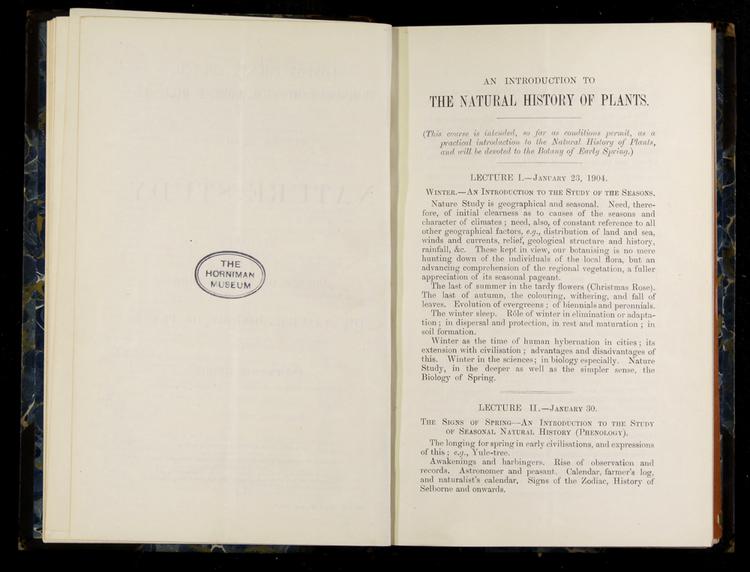 THE
HORNIMAN
MUSEUM
AN INTRODUCTION TO
THE NATURAL HISTORY OF PLANTS.
(This course is intended, so far as conditions permit, as a
practical introduction to the Natural History of Plants,
and will be devoted to the Botany of Early Spring.)
LECTURE I.—JANUARY 23, 1904.
WINTER.—AN INTRODUCTION TO THE STUDY OF THE SEASONS.
Nature Study is geographical and seasonal. Need, there-
fore, of initial clearness as to causes of the seasons and
character of climates; need, also, of constant reference to all
other geographical factors, e.g., distribution of land and sea,
winds and currents, relief, geological structure and history,
rainfall, &c. These kept in view, our botanising is no mere
hunting down of the individuals of the local flora, but an
advancing comprehension of the regional vegetation, a fuller
appreciation of its seasonal pageant.
The last of summer in the tardy flowers (Christmas Rose).
The last of autumn, the colouring, withering, and fall of
leaves. Evolution of evergreens; of biennials and perennials.
The winter sleep. Rôle of winter in elimination or adapta-
tion; in dispersal and protection, in rest and maturation; in
soil formation.
Winter as the time of human hybernation in cities; its
extension with civilisation; advantages and disadvantages of
this. Winter in the sciences; in biology especially. Nature
Study, in the deeper as well as the simpler sense, the
Biology of Spring.
LECTURE II.—JANUARY 30.
THE SIGNS OF SPRING—AN INTRODUCTION TO THE STUDY
OF SEASONAL NATURAL HISTORY (PHENOLOGY).
The longing for spring in early civilisations, and expressions
of this; e.g., Yule-tree.
Awakenings and harbingers. Rise of observation and
records. Astronomer and peasant. Calendar, farmer's log,
and naturalist's calendar, Signs of the Zodiac, History of
Selborne and onwards.